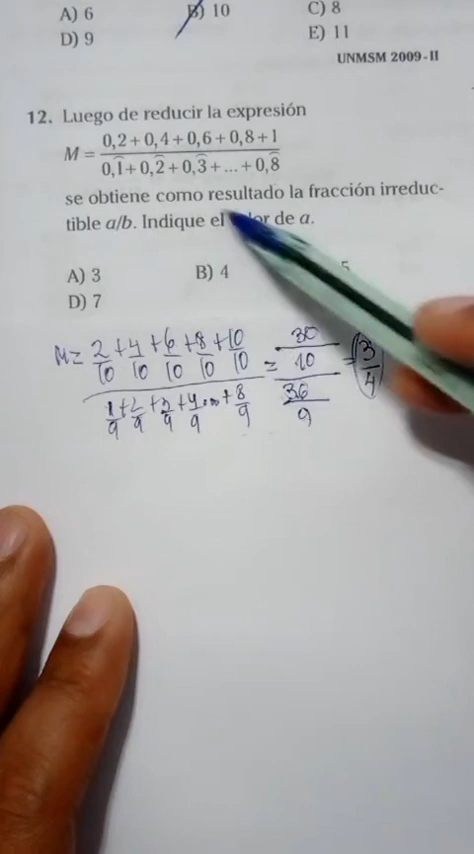 A) 6 B) 10 C) 8
D) 9 E) 11
UNMSM 2009-II
12. Luego de reducir la expresión
M = (0,2 + 0,4 + 0,6 + 0,8 + 1) / (0,1̂ + 0,2̂ + 0,3̂ + ... + 0,8̂)
se obtiene como resultado la fracción irreduc-
tible a/b. Indique el de a.
A) 3 B) 4 5
D) 7
M = (2/10 + 4/10 + 6/10 + 8/10 + 10/10) / (1/9 + 2/9 + 3/9 + 4/9 ... + 8/9) = (30/10) / (36/9) = 3/4